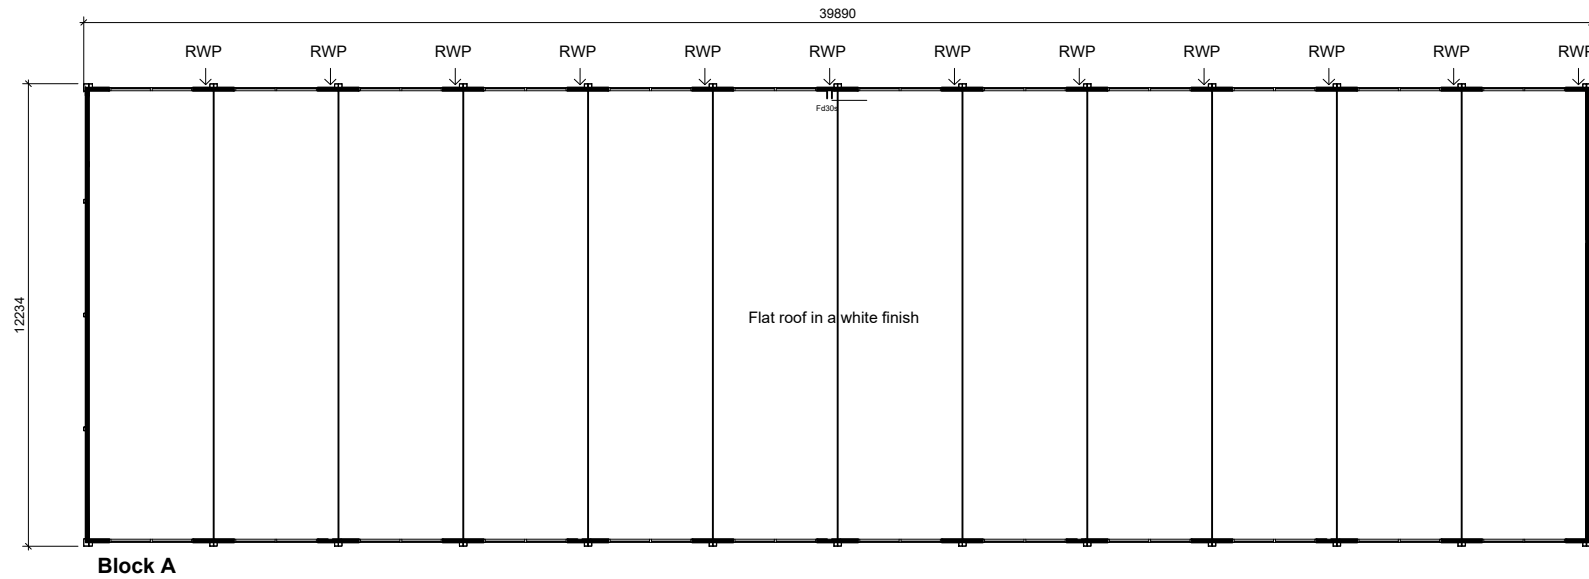 39890
RWP RWP RWP RWP RWP RWP RWP RWP RWP RWP RWP RWP
Fd30s
12234
Flat roof in a white finish
Block A